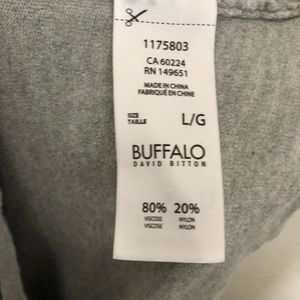 1175803
CA 60224
RN 149651
MADE IN CHINA
FABRIQUÉ EN CHINE
SIZE
TAILLE L/G
BUFFALO
DAVID BITTON
80% 20%
VISCOSE NYLON
VISCOSE NYLON